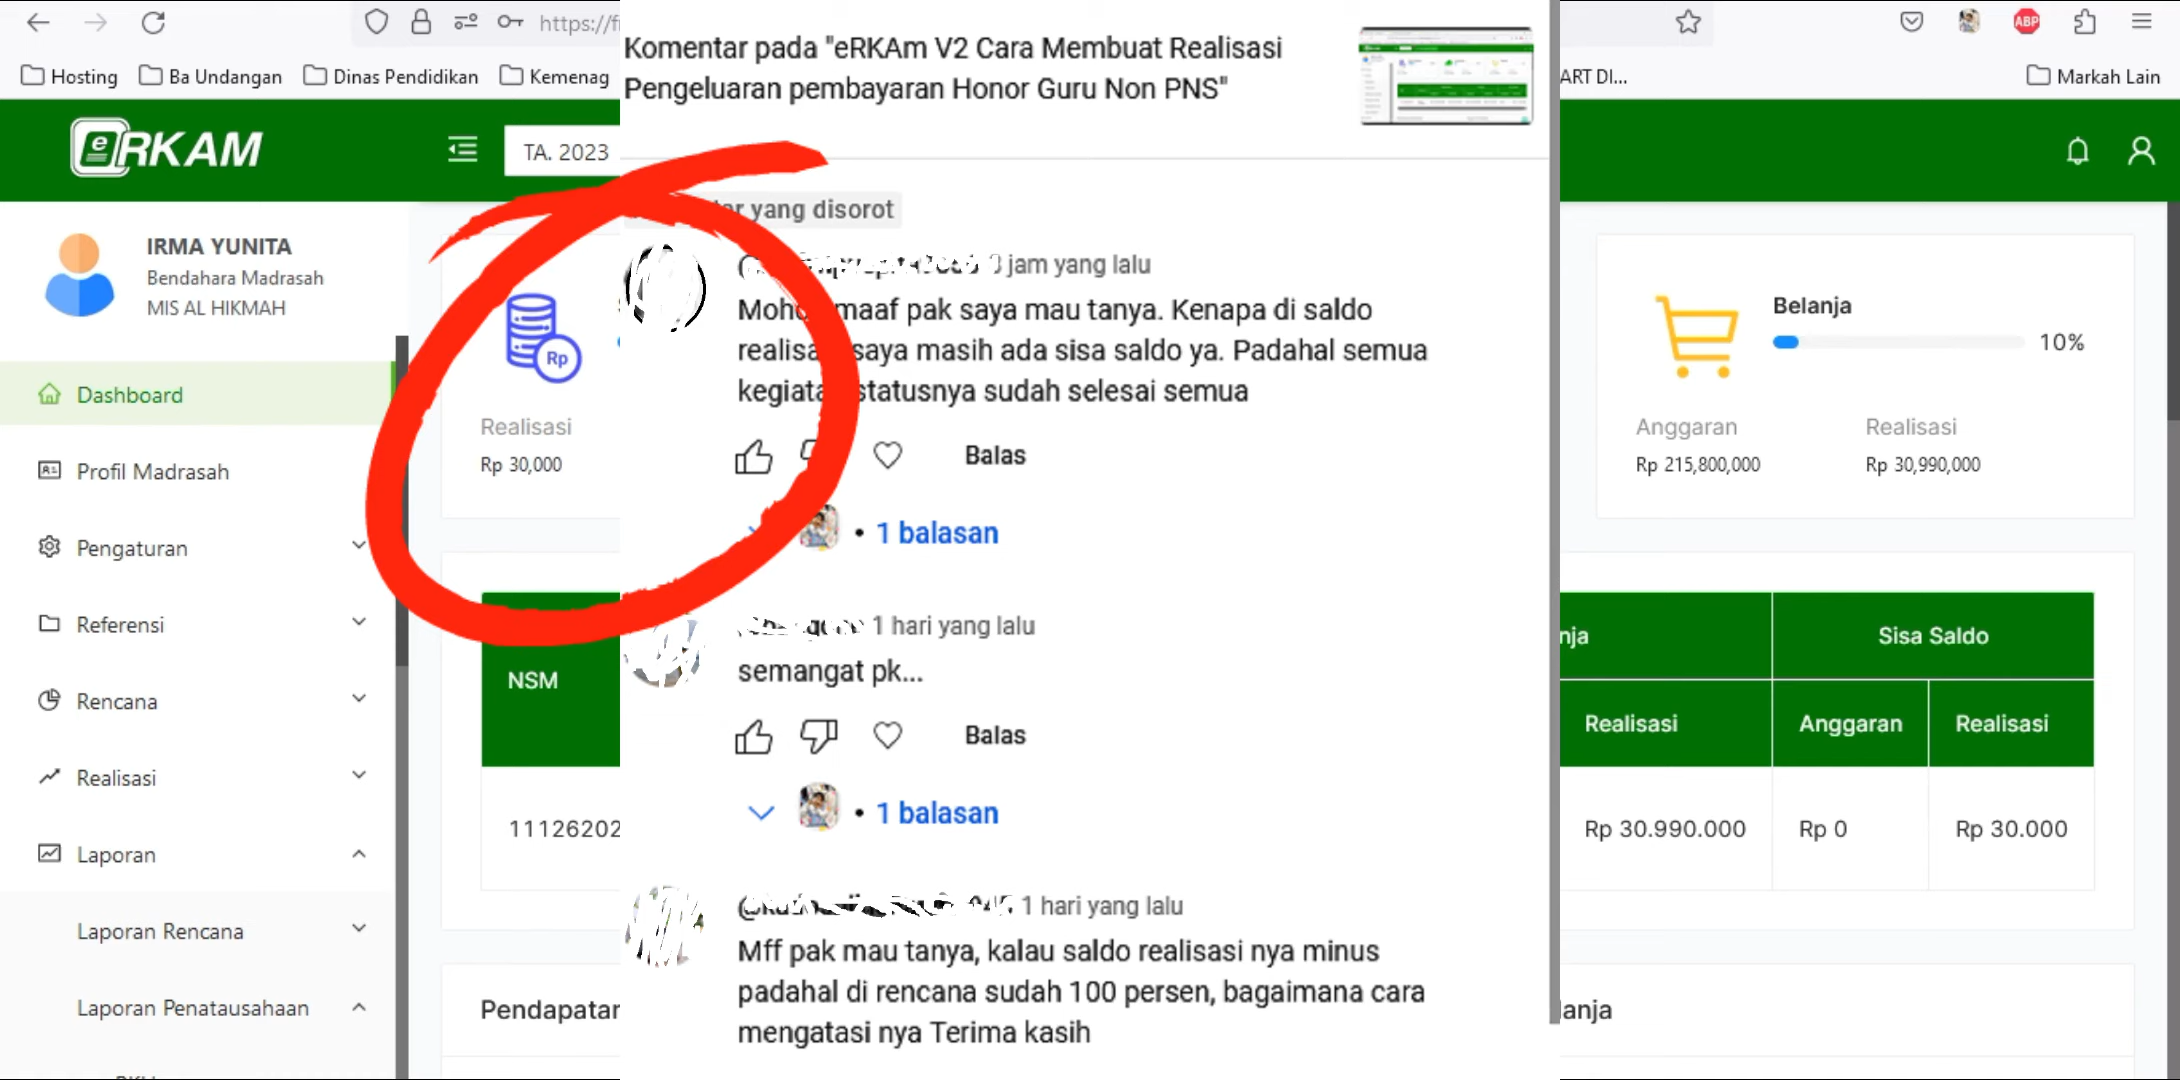 https://f
Hosting
Ba Undangan
Dinas Pendidikan
Kemenag
eRKAM
TA. 2023
IRMA YUNITA
Bendahara Madrasah
MIS AL HIKMAH
Dashboard
Profil Madrasah
Pengaturan
Referensi
Rencana
Realisasi
Laporan
Laporan Rencana
Laporan Penatausahaan
Rp
Realisasi
Rp 30,000
NSM
11126202
Pendapatan
Komentar pada "eRKAm V2 Cara Membuat Realisasi
Pengeluaran pembayaran Honor Guru Non PNS"
yang disorot
jam yang lalu
Mohon maaf pak saya mau tanya. Kenapa di saldo
realisasi saya masih ada sisa saldo ya. Padahal semua
kegiatan statusnya sudah selesai semua
Balas
• 1 balasan
1 hari yang lalu
semangat pk...
Balas
• 1 balasan
1 hari yang lalu
Mff pak mau tanya, kalau saldo realisasi nya minus
padahal di rencana sudah 100 persen, bagaimana cara
mengatasi nya Terima kasih
ABP
ART DI...
Markah Lain
Belanja
10%
Anggaran
Realisasi
Rp 215,800,000
Rp 30,990,000
nja
Sisa Saldo
Realisasi
Anggaran
Realisasi
Rp 30.990.000
Rp 0
Rp 30.000
anja